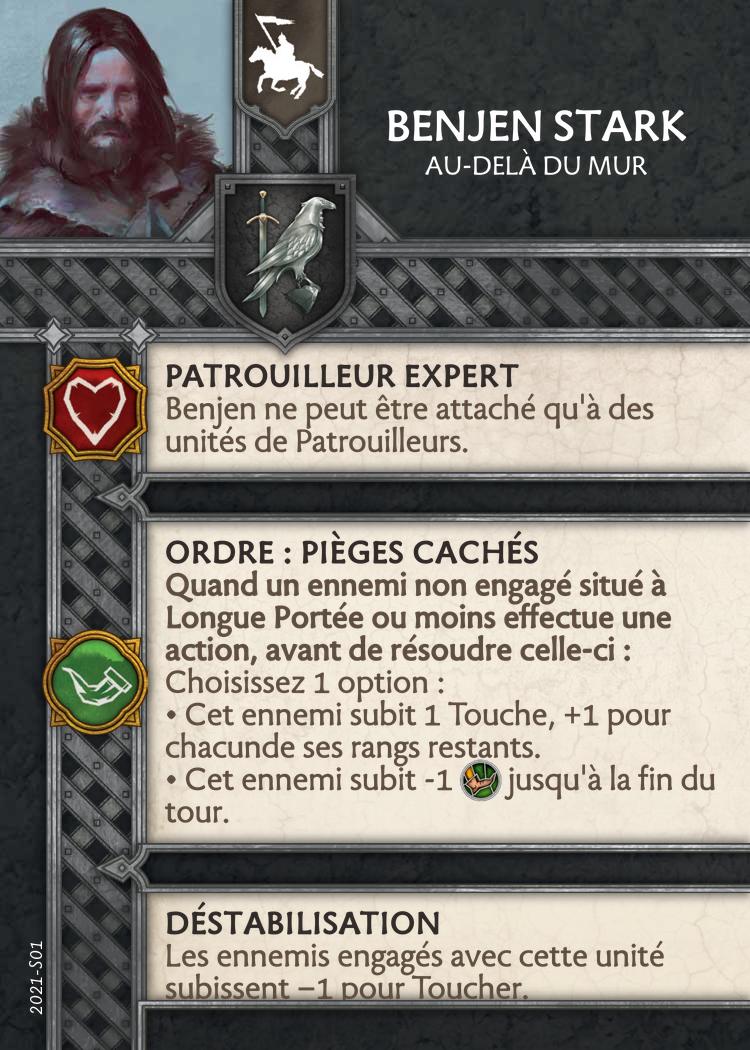 BENJEN STARK
AU-DELÀ DU MUR
PATROUILLEUR EXPERT
Benjen ne peut être attaché qu'à des
unités de Patrouilleurs.
ORDRE : PIÈGES CACHÉS
Quand un ennemi non engagé situé à
Longue Portée ou moins effectue une
action, avant de résoudre celle-ci :
Choisissez 1 option :
• Cet ennemi subit 1 Touche, +1 pour
chacunde ses rangs restants.
• Cet ennemi subit -1 jusqu'à la fin du
tour.
DÉSTABILISATION
Les ennemis engagés avec cette unité
subissent −1 pour Toucher.
2021-S01